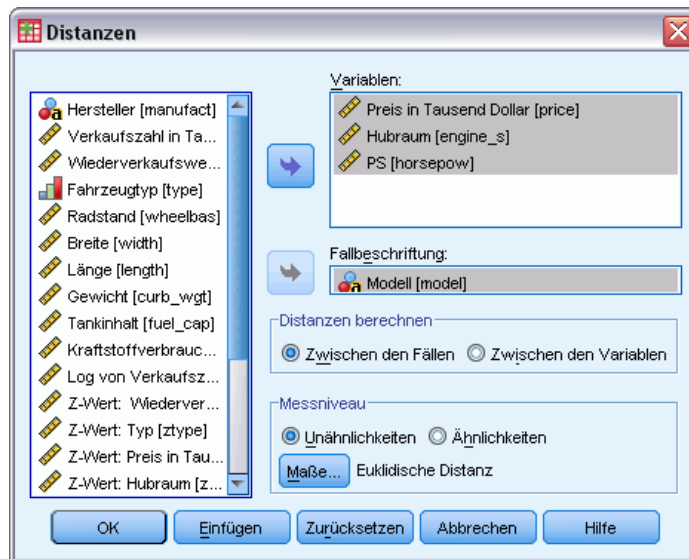 Distanzen
Hersteller [manufact]
Verkaufszahl in Ta...
Wiederverkaufswe...
Fahrzeugtyp [type]
Radstand [wheelbas]
Breite [width]
Länge [length]
Gewicht [curb_wgt]
Tankinhalt [fuel_cap]
Kraftstoffverbrauc...
Log von Verkaufsz...
Z-Wert: Wiederver...
Z-Wert: Typ [ztype]
Z-Wert: Preis in Tau...
Z-Wert: Hubraum [z...
Variablen:
Preis in Tausend Dollar [price]
Hubraum [engine_s]
PS [horsepow]
Fallbeschriftung:
Modell [model]
Distanzen berechnen
Zwischen den Fällen Zwischen den Variablen
Messniveau
Unähnlichkeiten Ähnlichkeiten
Maße... Euklidische Distanz
OK Einfügen Zurücksetzen Abbrechen Hilfe